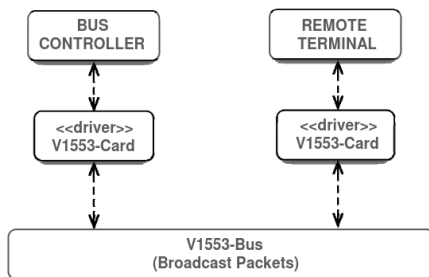 BUS
CONTROLLER
REMOTE
TERMINAL
<<driver>>
V1553-Card
<<driver>>
V1553-Card
V1553-Bus
(Broadcast Packets)